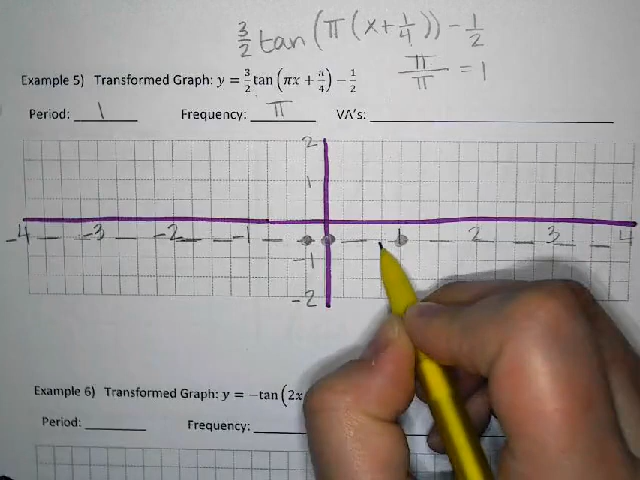 3/2 tan(π(x+1/4))-1/2
π/π = 1
Example 5) Transformed Graph: y = 3/2 tan(πx + π/4) − 1/2
Period: 1 Frequency: π VA's:
2
1
-4 -3 -2 -1 1 2 3 4
-1
-2
Example 6) Transformed Graph: y = −tan(2x
Period: Frequency: